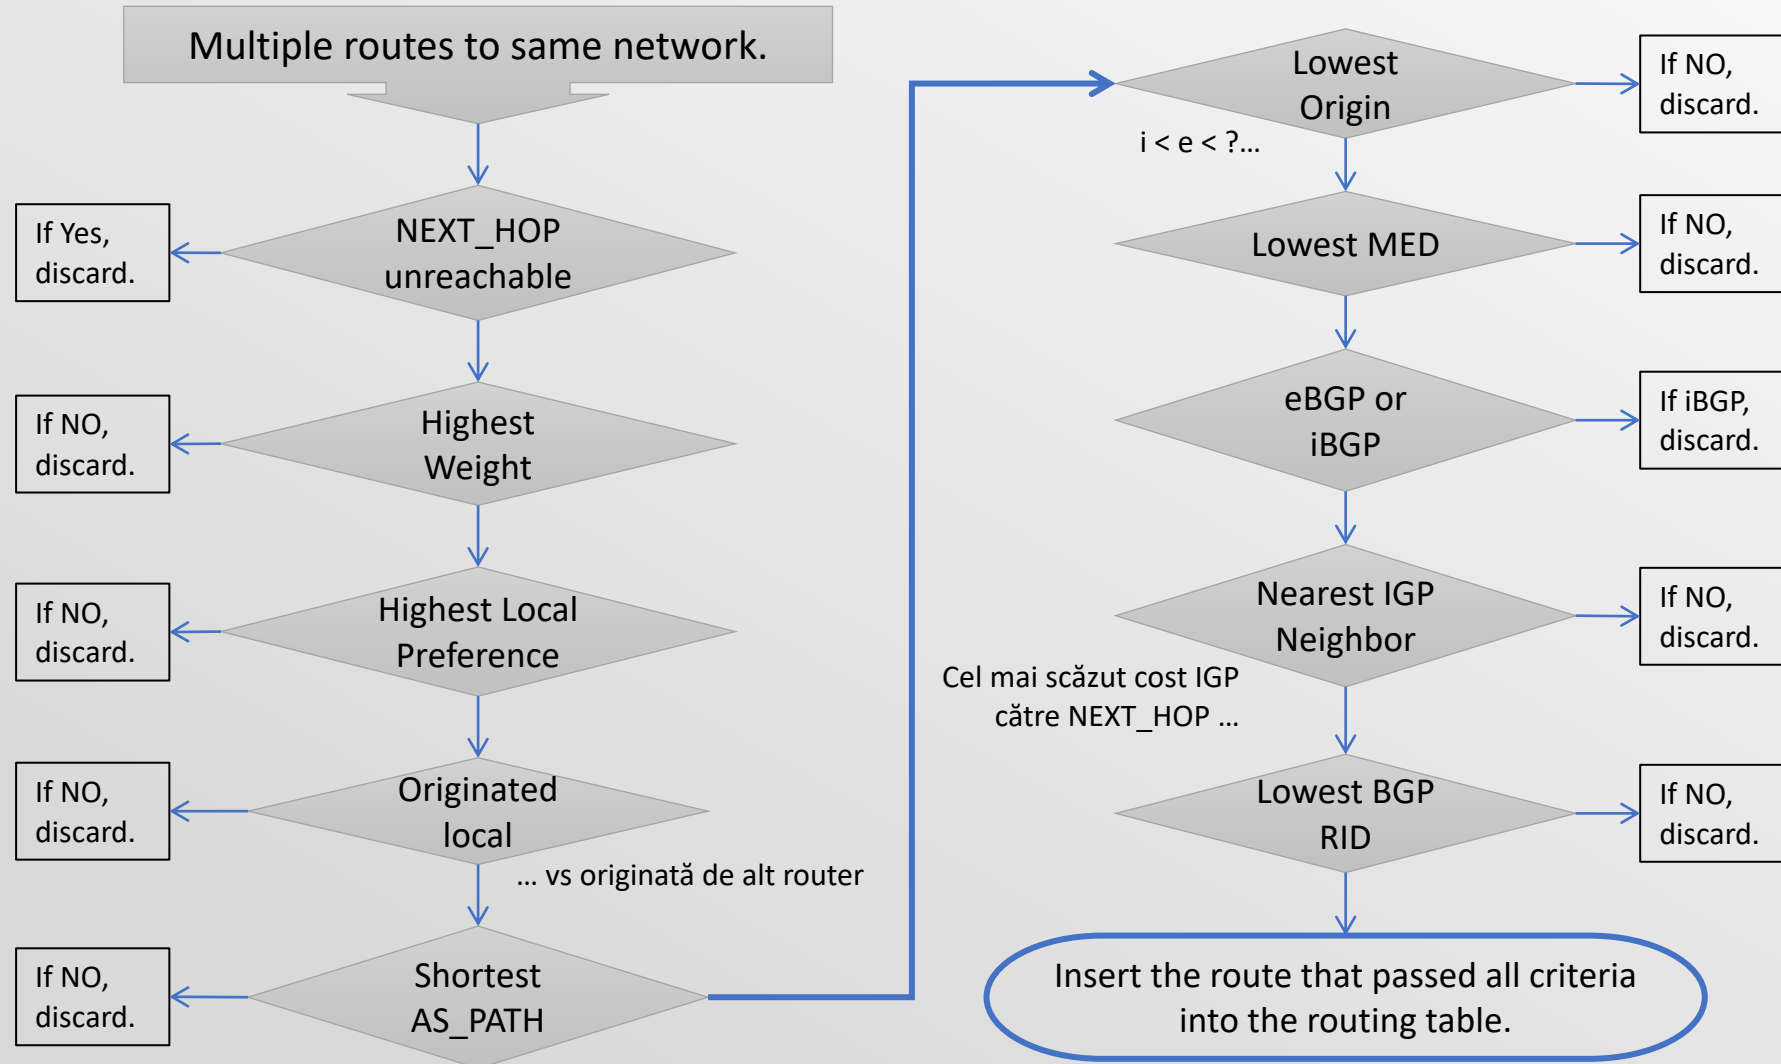 Multiple routes to same network.
NEXT_HOP
unreachable
If Yes,
discard.
Highest
Weight
If NO,
discard.
Highest Local
Preference
If NO,
discard.
Originated
local
If NO,
discard.
... vs originată de alt router
Shortest
AS_PATH
If NO,
discard.
Lowest
Origin
If NO,
discard.
i < e < ?...
Lowest MED
If NO,
discard.
eBGP or
iBGP
If iBGP,
discard.
Nearest IGP
Neighbor
If NO,
discard.
Cel mai scăzut cost IGP
către NEXT_HOP ...
Lowest BGP
RID
If NO,
discard.
Insert the route that passed all criteria
into the routing table.